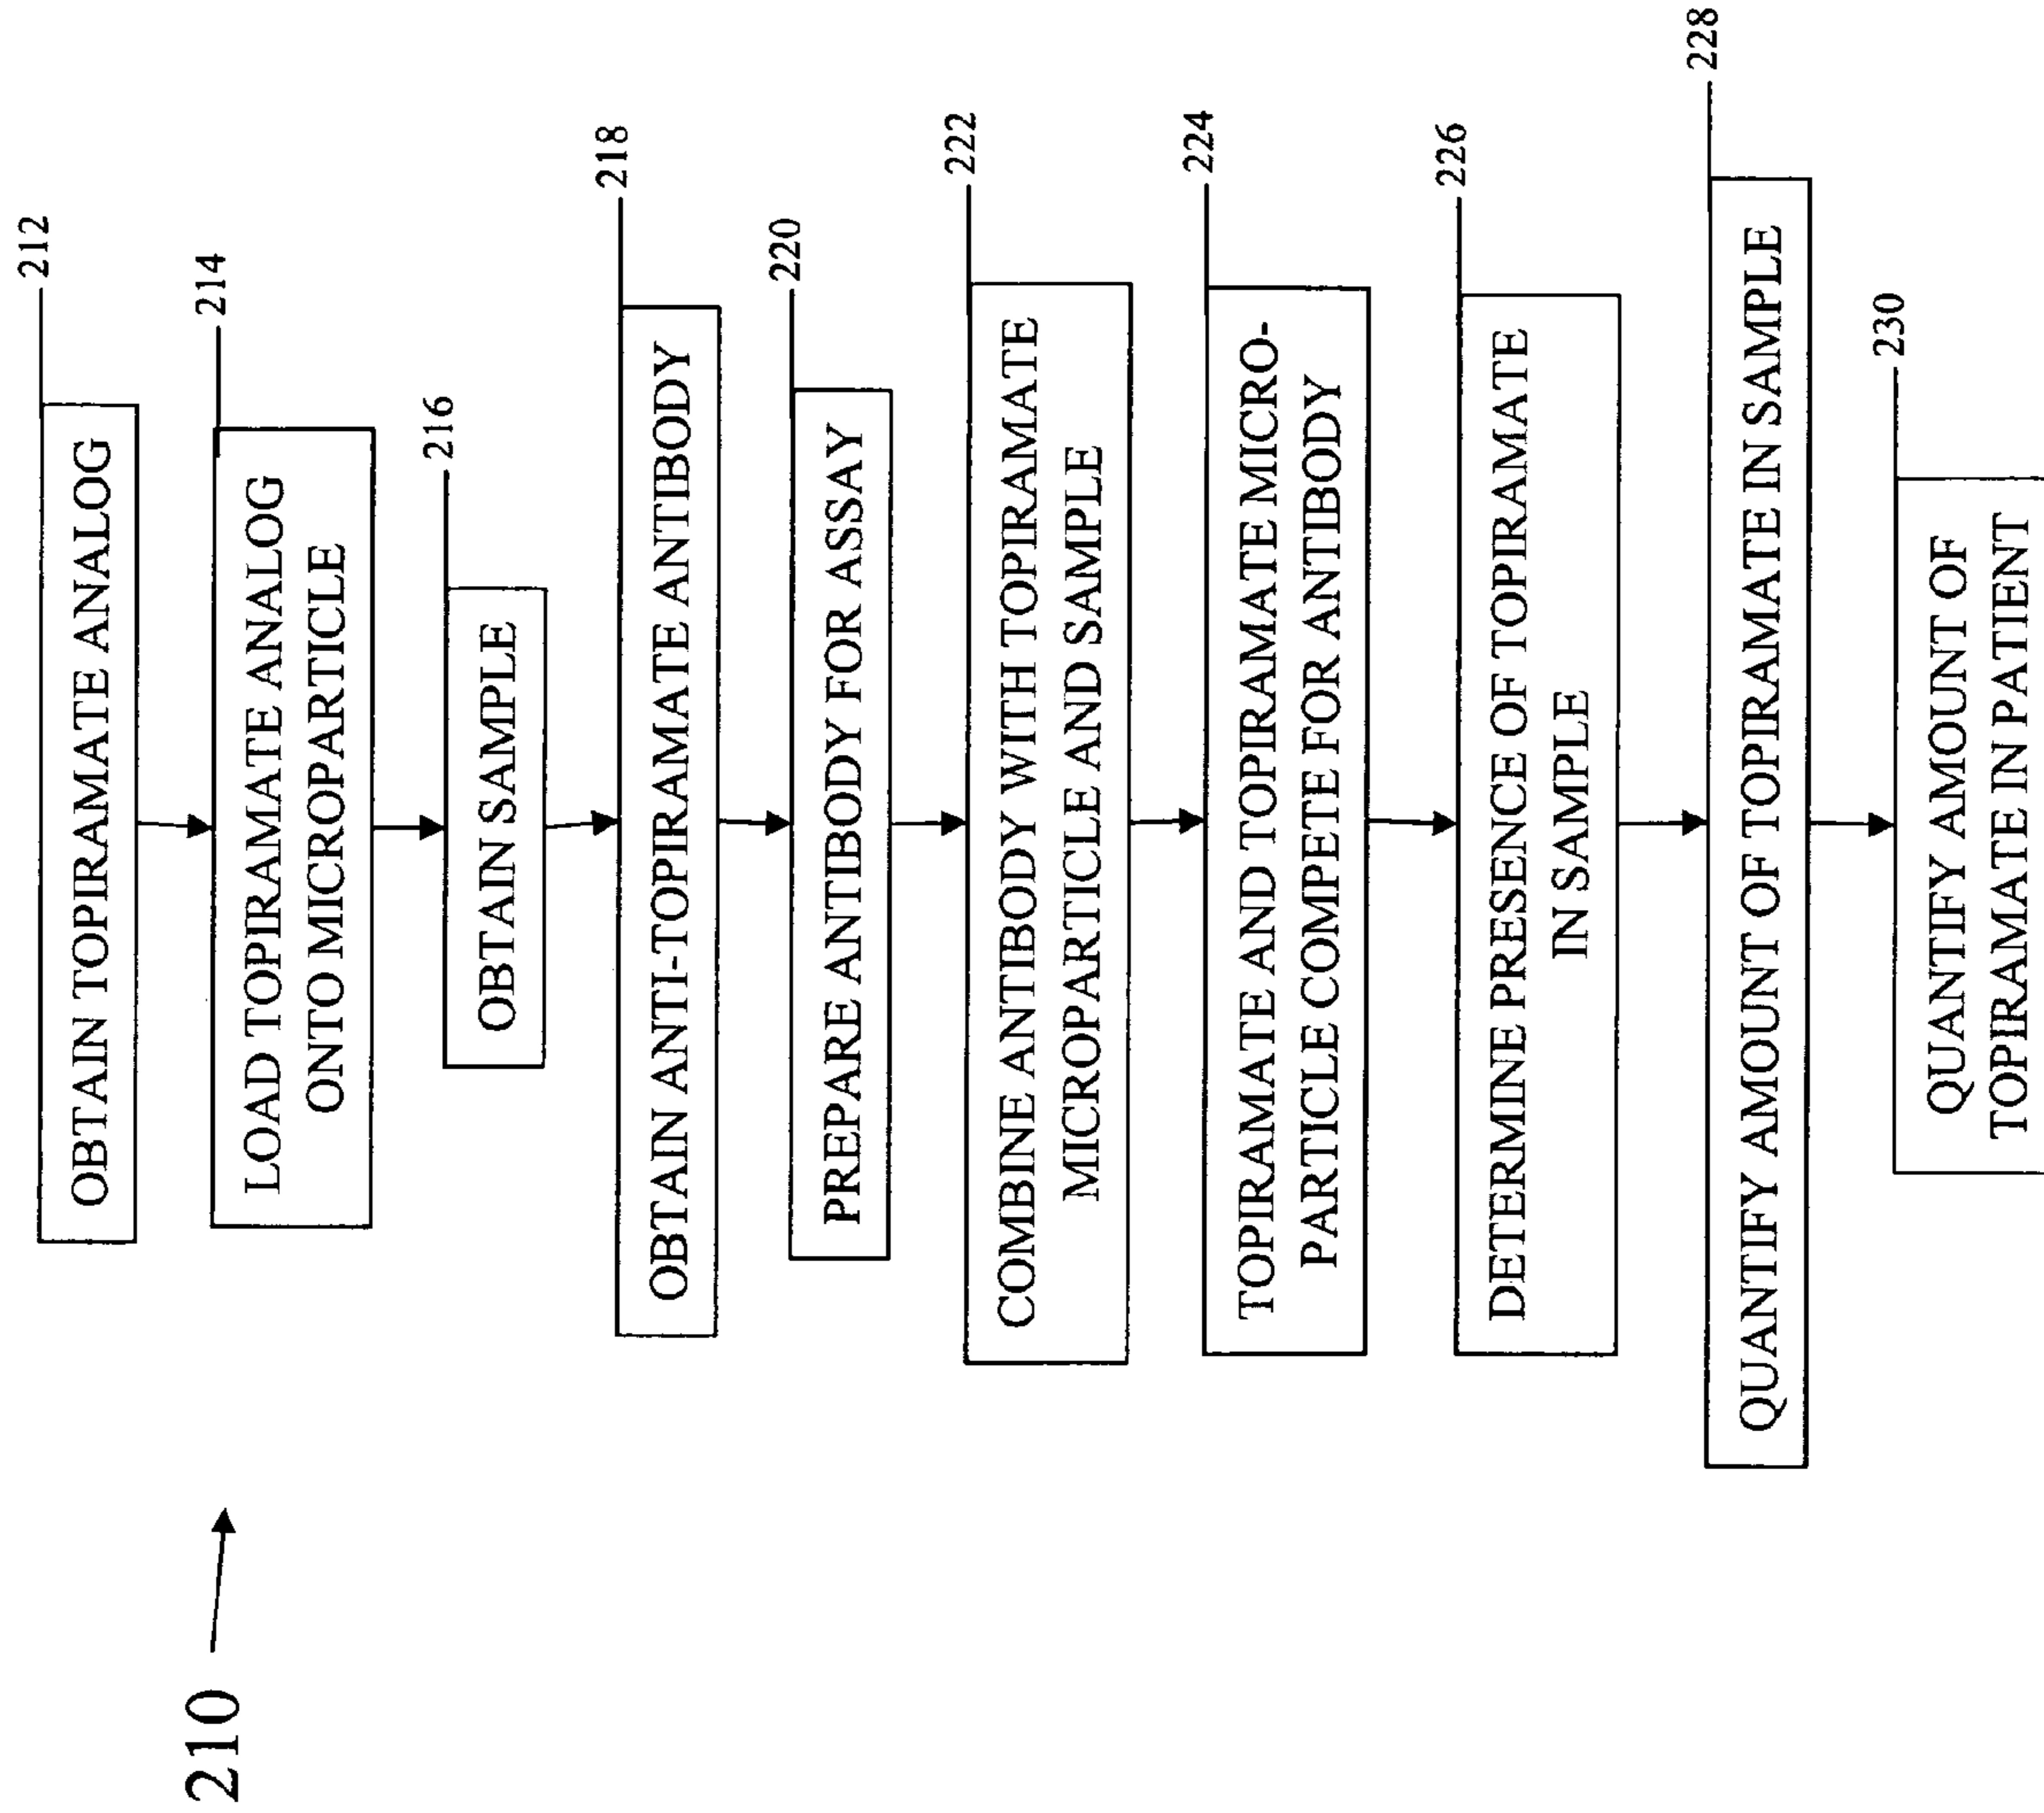 210
212
OBTAIN TOPIRAMATE ANALOG
214
LOAD TOPIRAMATE ANALOG
ONTO MICROPARTICLE
216
OBTAIN SAMPLE
218
OBTAIN ANTI-TOPIRAMATE ANTIBODY
220
PREPARE ANTIBODY FOR ASSAY
222
COMBINE ANTIBODY WITH TOPIRAMATE
MICROPARTICLE AND SAMPLE
224
TOPIRAMATE AND TOPIRAMATE MICRO-
PARTICLE COMPETE FOR ANTIBODY
226
DETERMINE PRESENCE OF TOPIRAMATE
IN SAMPLE
228
QUANTIFY AMOUNT OF TOPIRAMATE IN SAMPLE
230
QUANTIFY AMOUNT OF
TOPIRAMATE IN PATIENT